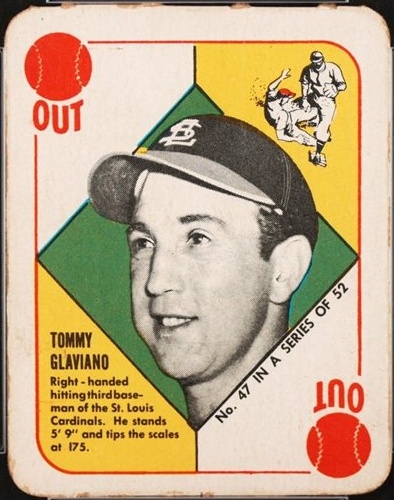 OUT
StL
TOMMY
GLAVIANO
Right-handed
hitting third base-
man of the St. Louis
Cardinals. He stands
5' 9" and tips the scales
at 175.
No. 47 IN A SERIES OF 52
OUT